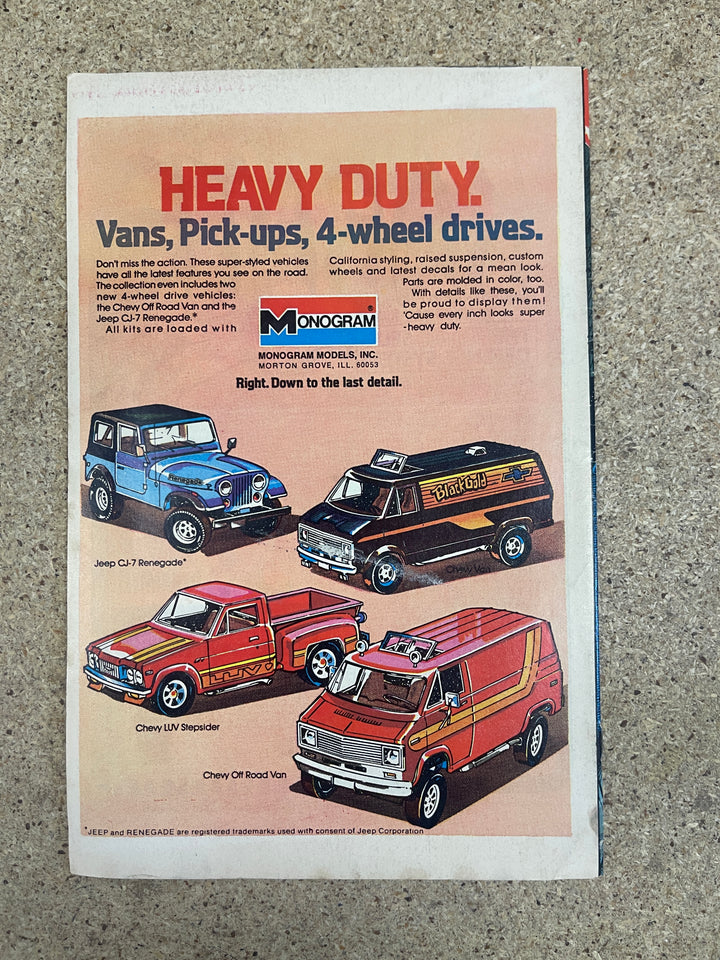 HEAVY DUTY.
Vans, Pick-ups, 4-wheel drives.
Don't miss the action. These super-styled vehicles
have all the latest features you see on the road.
The collection even includes two
new 4-wheel drive vehicles:
the Chevy Off Road Van and the
Jeep CJ-7 Renegade.*
All kits are loaded with
California styling, raised suspension, custom
wheels and latest decals for a mean look.
Parts are molded in color, too.
With details like these, you'll
be proud to display them!
'Cause every inch looks super
-heavy duty.
M MONOGRAM ®
MONOGRAM MODELS, INC.
MORTON GROVE, ILL. 60053
Right. Down to the last detail.
Renegade
Jeep CJ-7 Renegade*
Black Gold
Chevy Van
LUV
Chevy LUV Stepsider
Chevy Off Road Van
*JEEP and RENEGADE are registered trademarks used with consent of Jeep Corporation